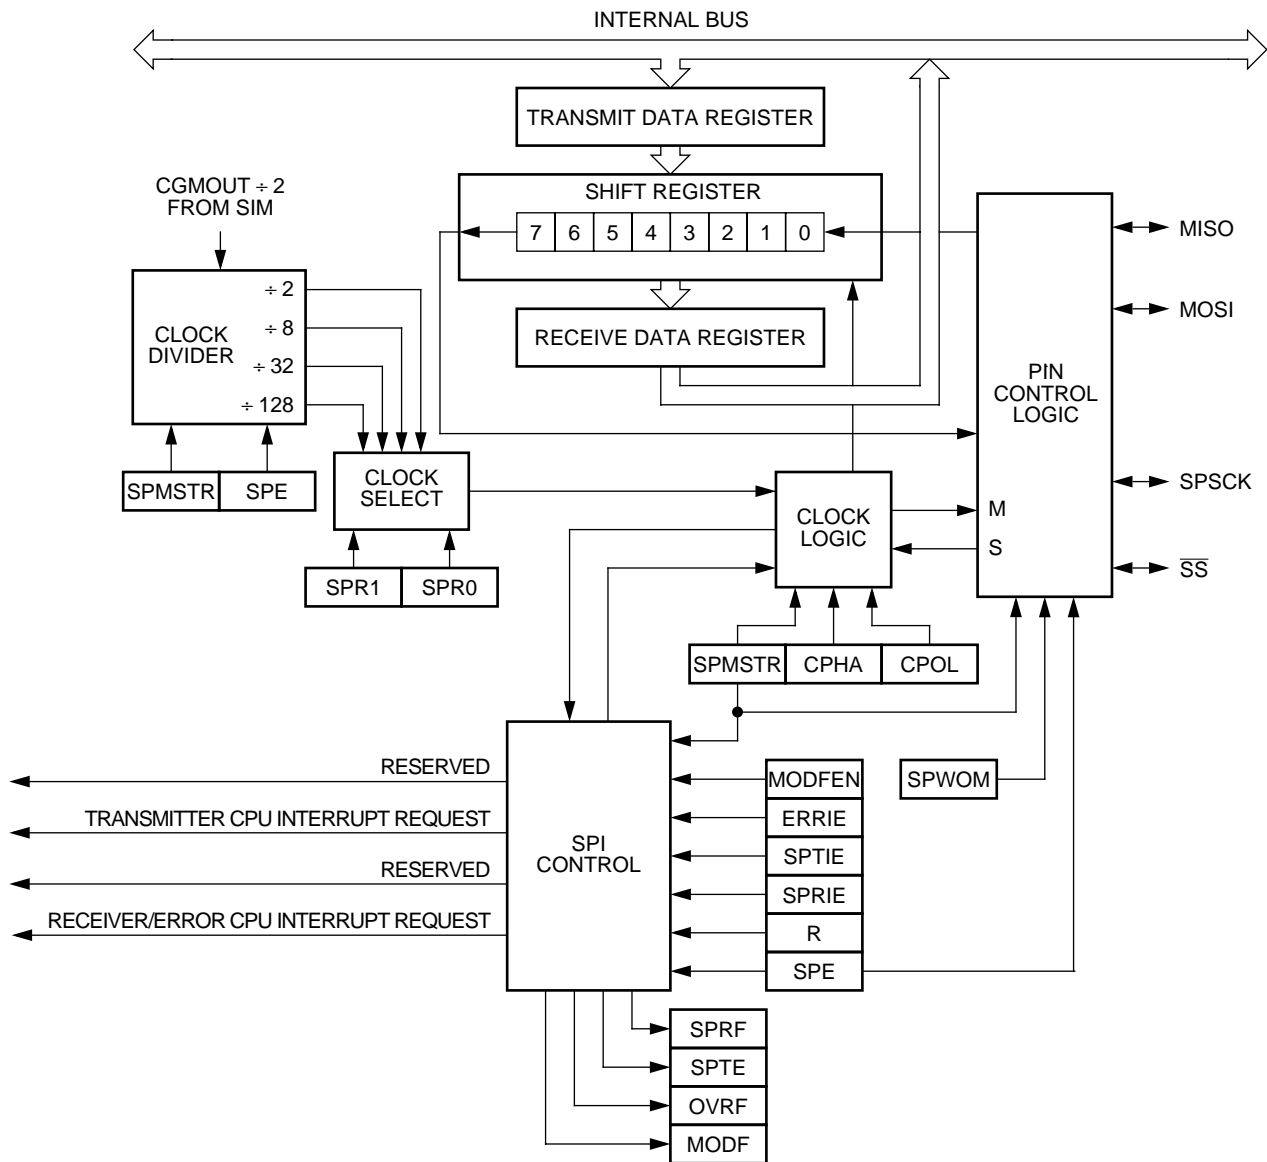 INTERNAL BUS
TRANSMIT DATA REGISTER
CGMOUT ÷ 2
FROM SIM
SHIFT REGISTER
7 6 5 4 3 2 1 0
MISO
÷ 2
÷ 8
÷ 32
÷ 128
CLOCK
DIVIDER
RECEIVE DATA REGISTER
MOSI
PIN
CONTROL
LOGIC
SPMSTR SPE
CLOCK
SELECT
SPSCK
CLOCK
LOGIC
M
S
SS
SPR1 SPR0
SPMSTR CPHA CPOL
RESERVED
TRANSMITTER CPU INTERRUPT REQUEST
RESERVED
RECEIVER/ERROR CPU INTERRUPT REQUEST
SPI
CONTROL
MODFEN
ERRIE
SPTIE
SPRIE
R
SPE
SPWOM
SPRF
SPTE
OVRF
MODF